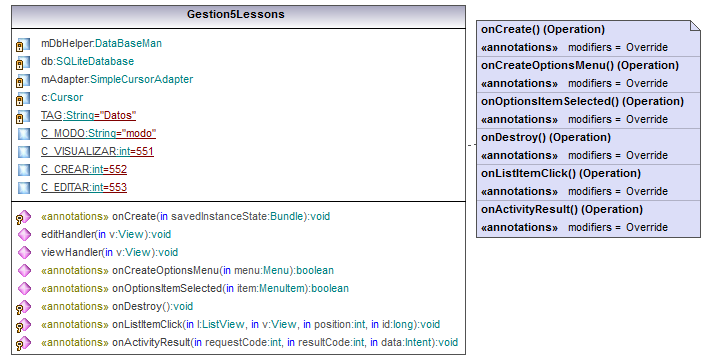 Gestion5Lessons
mDbHelper:DataBaseMan
db:SQLiteDatabase
mAdapter:SimpleCursorAdapter
c:Cursor
TAG:String="Datos"
C_MODO:String="modo"
C_VISUALIZAR:int=551
C_CREAR:int=552
C_EDITAR:int=553
«annotations» onCreate(in savedInstanceState:Bundle):void
editHandler(in v:View):void
viewHandler(in v:View):void
«annotations» onCreateOptionsMenu(in menu:Menu):boolean
«annotations» onOptionsItemSelected(in item:MenuItem):boolean
«annotations» onDestroy():void
«annotations» onListItemClick(in l:ListView, in v:View, in position:int, in id:long):void
«annotations» onActivityResult(in requestCode:int, in resultCode:int, in data:Intent):void
onCreate() (Operation)
«annotations» modifiers = Override
onCreateOptionsMenu() (Operation)
«annotations» modifiers = Override
onOptionsItemSelected() (Operation)
«annotations» modifiers = Override
onDestroy() (Operation)
«annotations» modifiers = Override
onListItemClick() (Operation)
«annotations» modifiers = Override
onActivityResult() (Operation)
«annotations» modifiers = Override